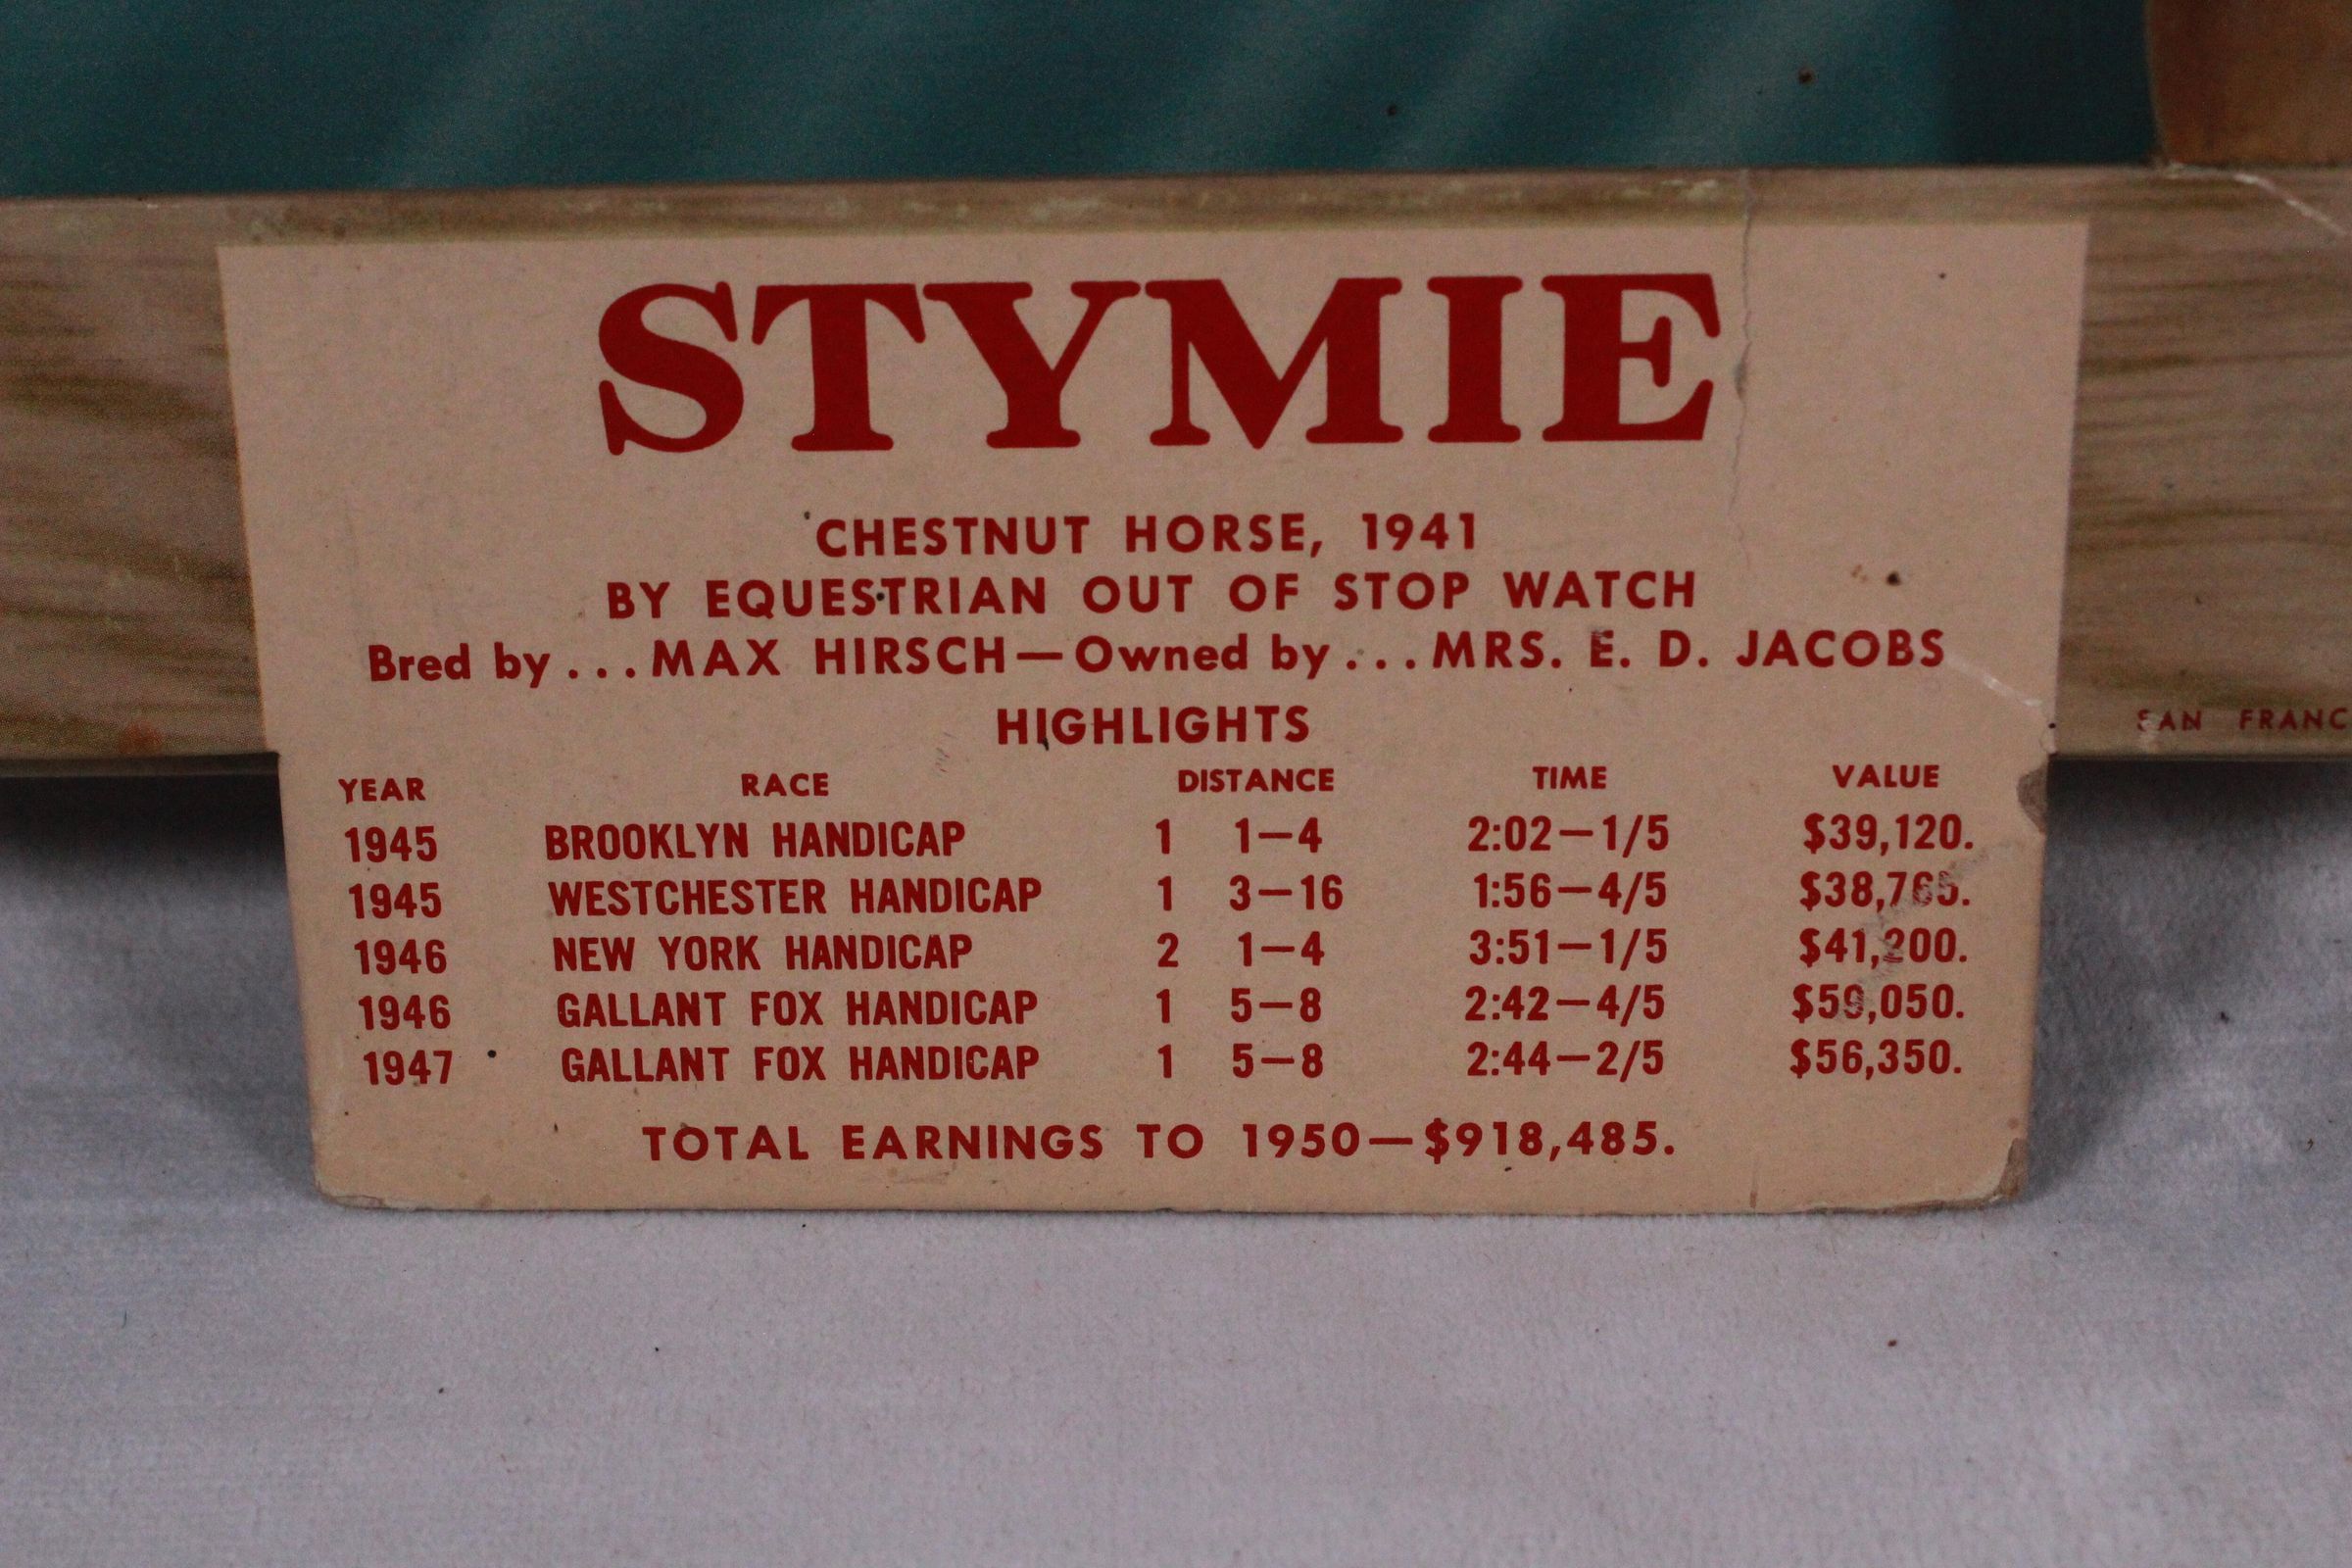 STYMIE
CHESTNUT HORSE, 1941
BY EQUESTRIAN OUT OF STOP WATCH
Bred by...MAX HIRSCH—Owned by...MRS. E. D. JACOBS
SAN FRANC
HIGHLIGHTS
YEAR RACE DISTANCE TIME VALUE
1945 BROOKLYN HANDICAP 1 1—4 2:02—1/5 $39,120.
1945 WESTCHESTER HANDICAP 1 3—16 1:56—4/5 $38,765.
1946 NEW YORK HANDICAP 2 1—4 3:51—1/5 $41,200.
1946 GALLANT FOX HANDICAP 1 5—8 2:42—4/5 $59,050.
1947 GALLANT FOX HANDICAP 1 5—8 2:44—2/5 $56,350.
TOTAL EARNINGS TO 1950—$918,485.